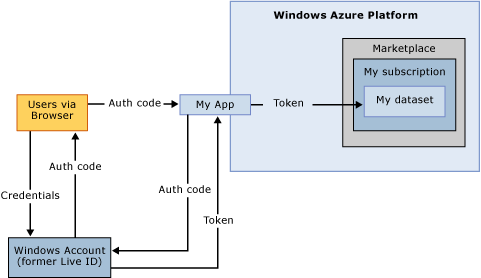 Windows Azure Platform
Marketplace
My subscription
My dataset
Users via
Browser
Auth code
My App
Token
Auth code
Credentials
Auth code
Token
Windows Account
(former Live ID)